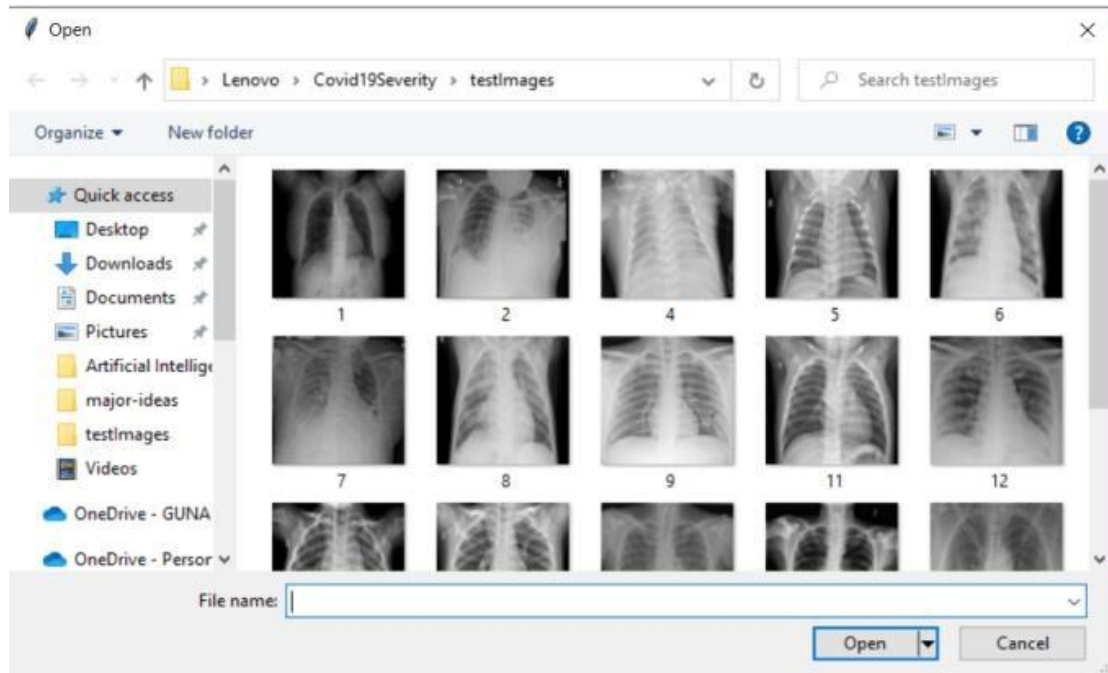 Open
Lenovo > Covid19Severity > testImages
Search testImages
Organize
New folder
Quick access
Desktop
Downloads
Documents
Pictures
Artificial Intellige
major-ideas
testImages
Videos
OneDrive - GUNA
OneDrive - Person
1 2 4 5 6
7 8 9 11 12
File name:
Open
Cancel